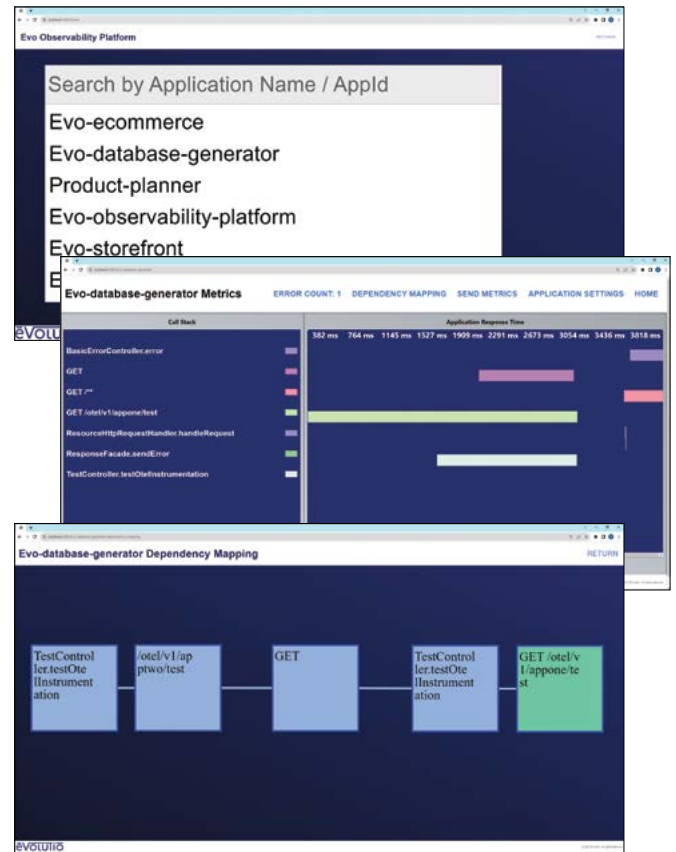 Evo Observability Platform
SETTINGS
Search by Application Name / AppId
Evo-ecommerce
Evo-database-generator
Product-planner
Evo-observability-platform
Evo-storefront
E
ēVolu
Evo-database-generator Metrics
ERROR COUNT: 1 DEPENDENCY MAPPING SEND METRICS APPLICATION SETTINGS HOME
Call Stack
Application Response Time
382 ms 764 ms 1145 ms 1527 ms 1909 ms 2291 ms 2673 ms 3054 ms 3436 ms 3818 ms
BasicErrorController.error
GET
GET /**
GET /otel/v1/appone/test
ResourceHttpRequestHandler.handleRequest
ResponseFacade.sendError
TestController.testOtelInstrumentation
Evo-database-generator Dependency Mapping
RETURN
TestControl
ler.testOte
lInstrument
ation
/otel/v1/ap
ptwo/test
GET
TestControl
ler.testOte
lInstrument
ation
GET /otel/v
1/appone/te
st
ēVolutio